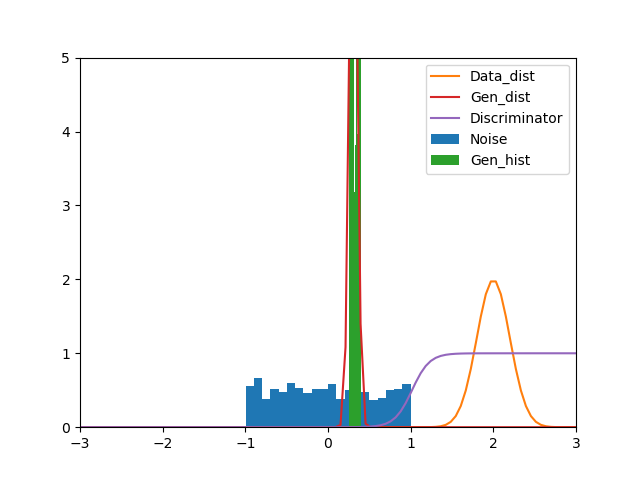 5
4
3
2
1
0
−3
−2
−1
0
1
2
3
Data_dist
Gen_dist
Discriminator
Noise
Gen_hist